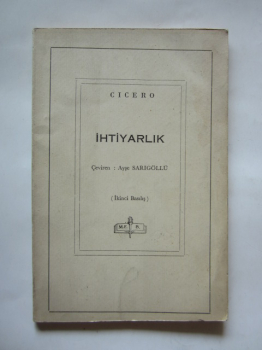 CICERO
İHTİYARLIK
Çeviren : Ayşe SARIGÖLLÜ
( İkinci Baskı )